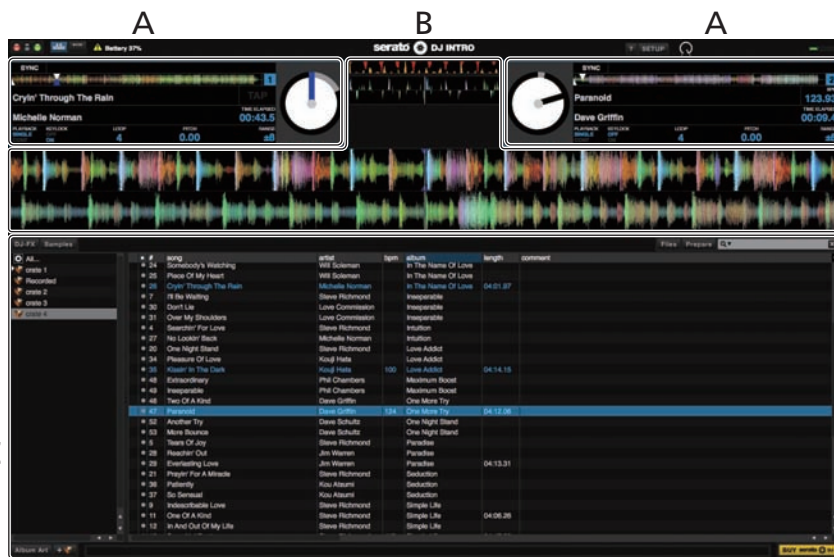 A B A
Battery 37% serato DJ INTRO ? SETUP
SYNC SYNC
1
Cryin' Through The Rain TAP Paranoid
TIME ELAPSED
Michelle Norman 00:43.5 Dave Griffin 00:09.
PLAYBACK KEYLOCK LOOP PITCH RANGE PLAYBACK KEYLOCK LOOP PITCH RANGE
SINGLE OFF 4 0.00 ±8 SINGLE OFF 4 0.00 ±8
ON
DJ-FX Samples Files Prepare
# song artist bpm album length comment
All...
crate 1
Recorded
crate 2
crate 3
crate 4
24 Somebody's Watching Will Soleman In The Name Of Love
25 Piece Of My Heart Will Soleman In The Name Of Love
26 Cryin' Through The Rain Michelle Norman In The Name Of Love 04:01.97
7 I'll Be Waiting Steve Richmond Inseparable
30 Don't Lie Love Commission Inseparable
31 Over My Shoulders Love Commission Inseparable
4 Searchin' For Love Steve Richmond Intuition
27 No Lookin' Back Michelle Norman Intuition
20 One Night Stand Steve Richmond Love Addict
34 Pleasure Of Love Kouji Hata Love Addict
35 Kissin' In The Dark Kouji Hata 100 Love Addict 04:14.15
48 Extraordinary Phil Chambers Maximum Boost
49 Inseparable Phil Chambers Maximum Boost
46 Two Of A Kind Dave Griffin One More Try
47 Paranoid Dave Griffin 124 One More Try 04:12.06
52 Another Try Dave Schultz One Night Stand
53 More Bounce Dave Schultz One Night Stand
5 Tears Of Joy Steve Richmond Paradise
28 Reachin' Out Jim Warren Paradise
29 Everlasting Love Jim Warren Paradise 04:13.31
21 Prayin' For A Miracle Steve Richmond Seduction
36 Patiently Kou Atsumi Seduction
37 So Sensual Kou Atsumi Seduction
9 Indescribable Love Steve Richmond Simple Life
11 One Of A Kind Steve Richmond Simple Life 04:06.26
12 In And Out Of My Life Steve Richmond Simple Life
Album Art BUY serato